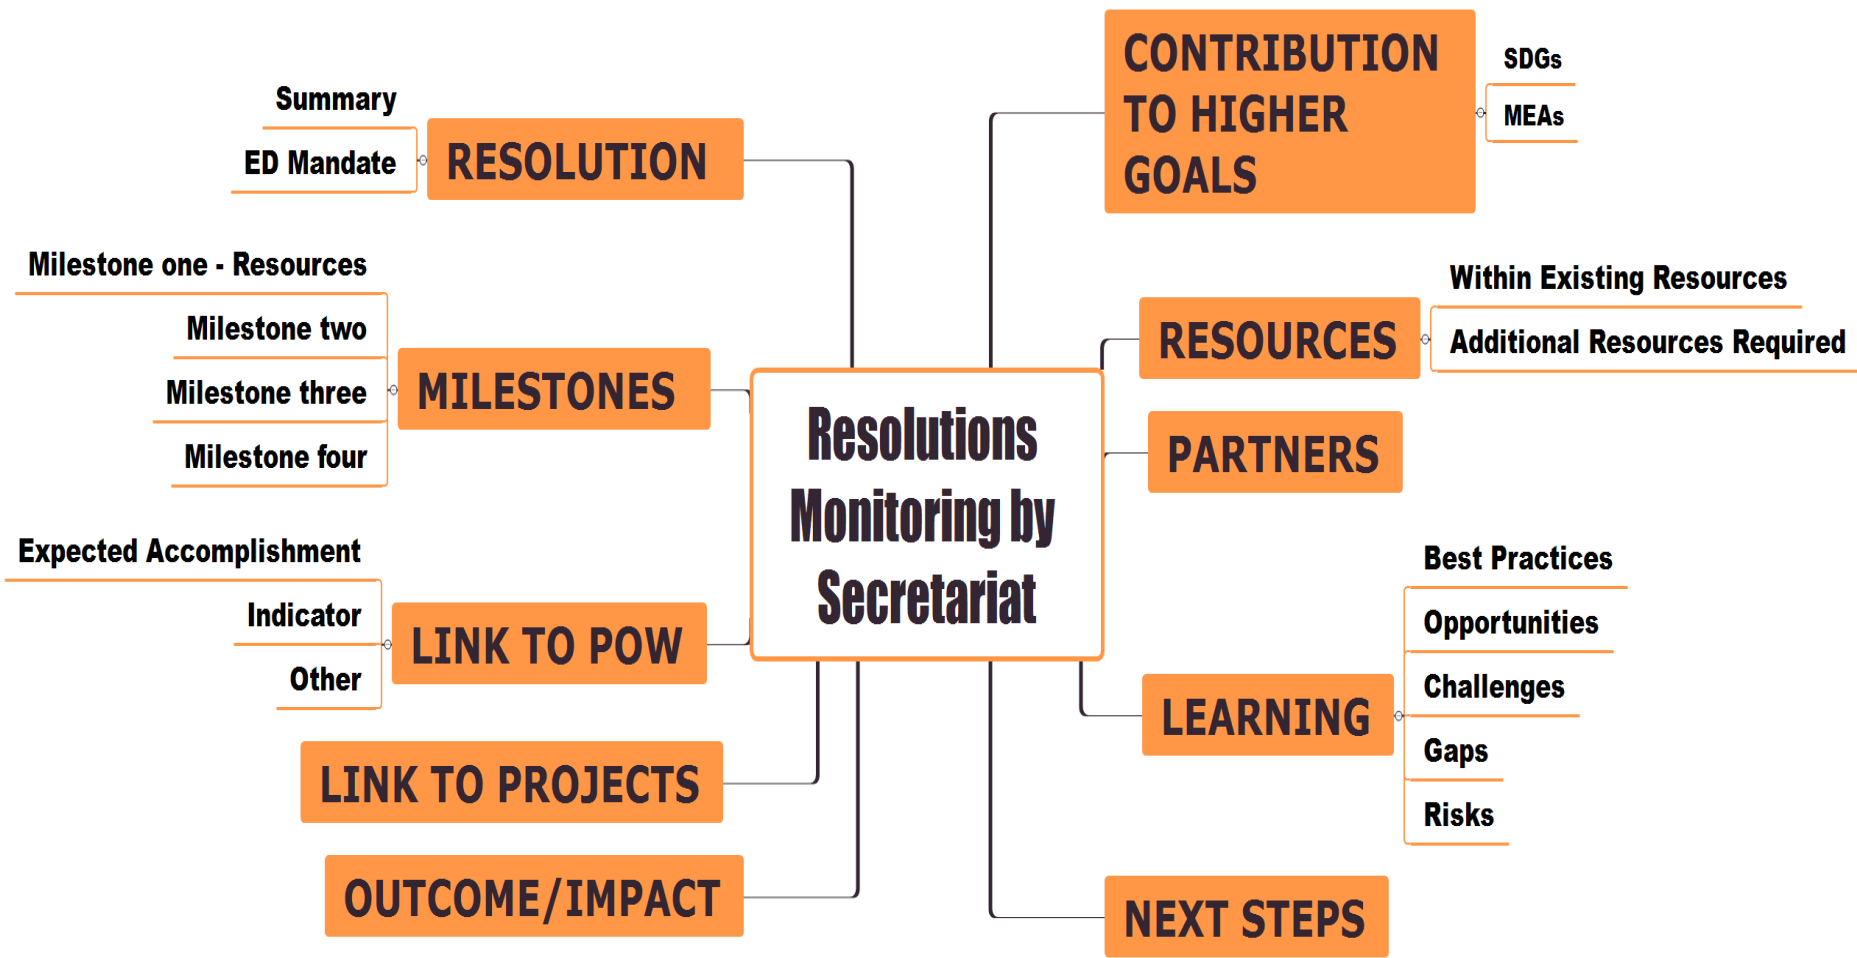 Resolutions
Monitoring by
Secretariat
CONTRIBUTION
TO HIGHER
GOALS
SDGs
MEAs
RESOURCES
Within Existing Resources
Additional Resources Required
PARTNERS
LEARNING
Best Practices
Opportunities
Challenges
Gaps
Risks
NEXT STEPS
RESOLUTION
Summary
ED Mandate
MILESTONES
Milestone one - Resources
Milestone two
Milestone three
Milestone four
LINK TO POW
Expected Accomplishment
Indicator
Other
LINK TO PROJECTS
OUTCOME/IMPACT